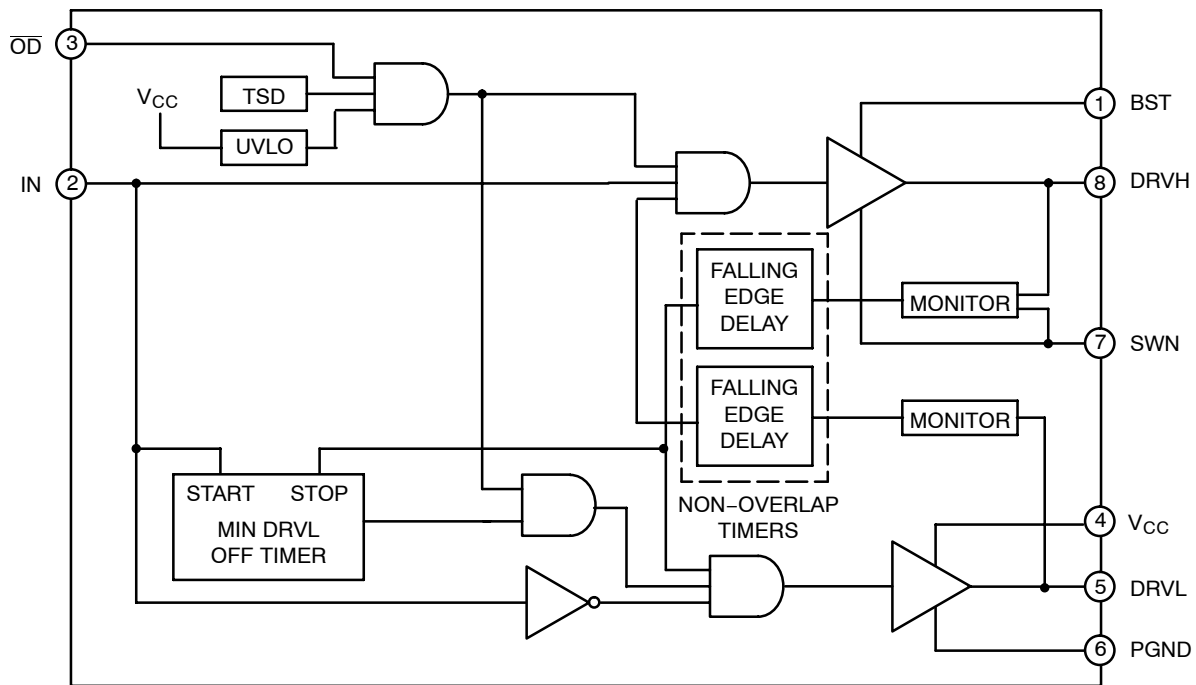 OD 3
TSD
VCC
UVLO
1 BST
IN 2
8 DRVH
FALLING
EDGE
DELAY
MONITOR
7 SWN
FALLING
EDGE
DELAY
MONITOR
START STOP
MIN DRVL
OFF TIMER
NON−OVERLAP
TIMERS
4 VCC
5 DRVL
6 PGND